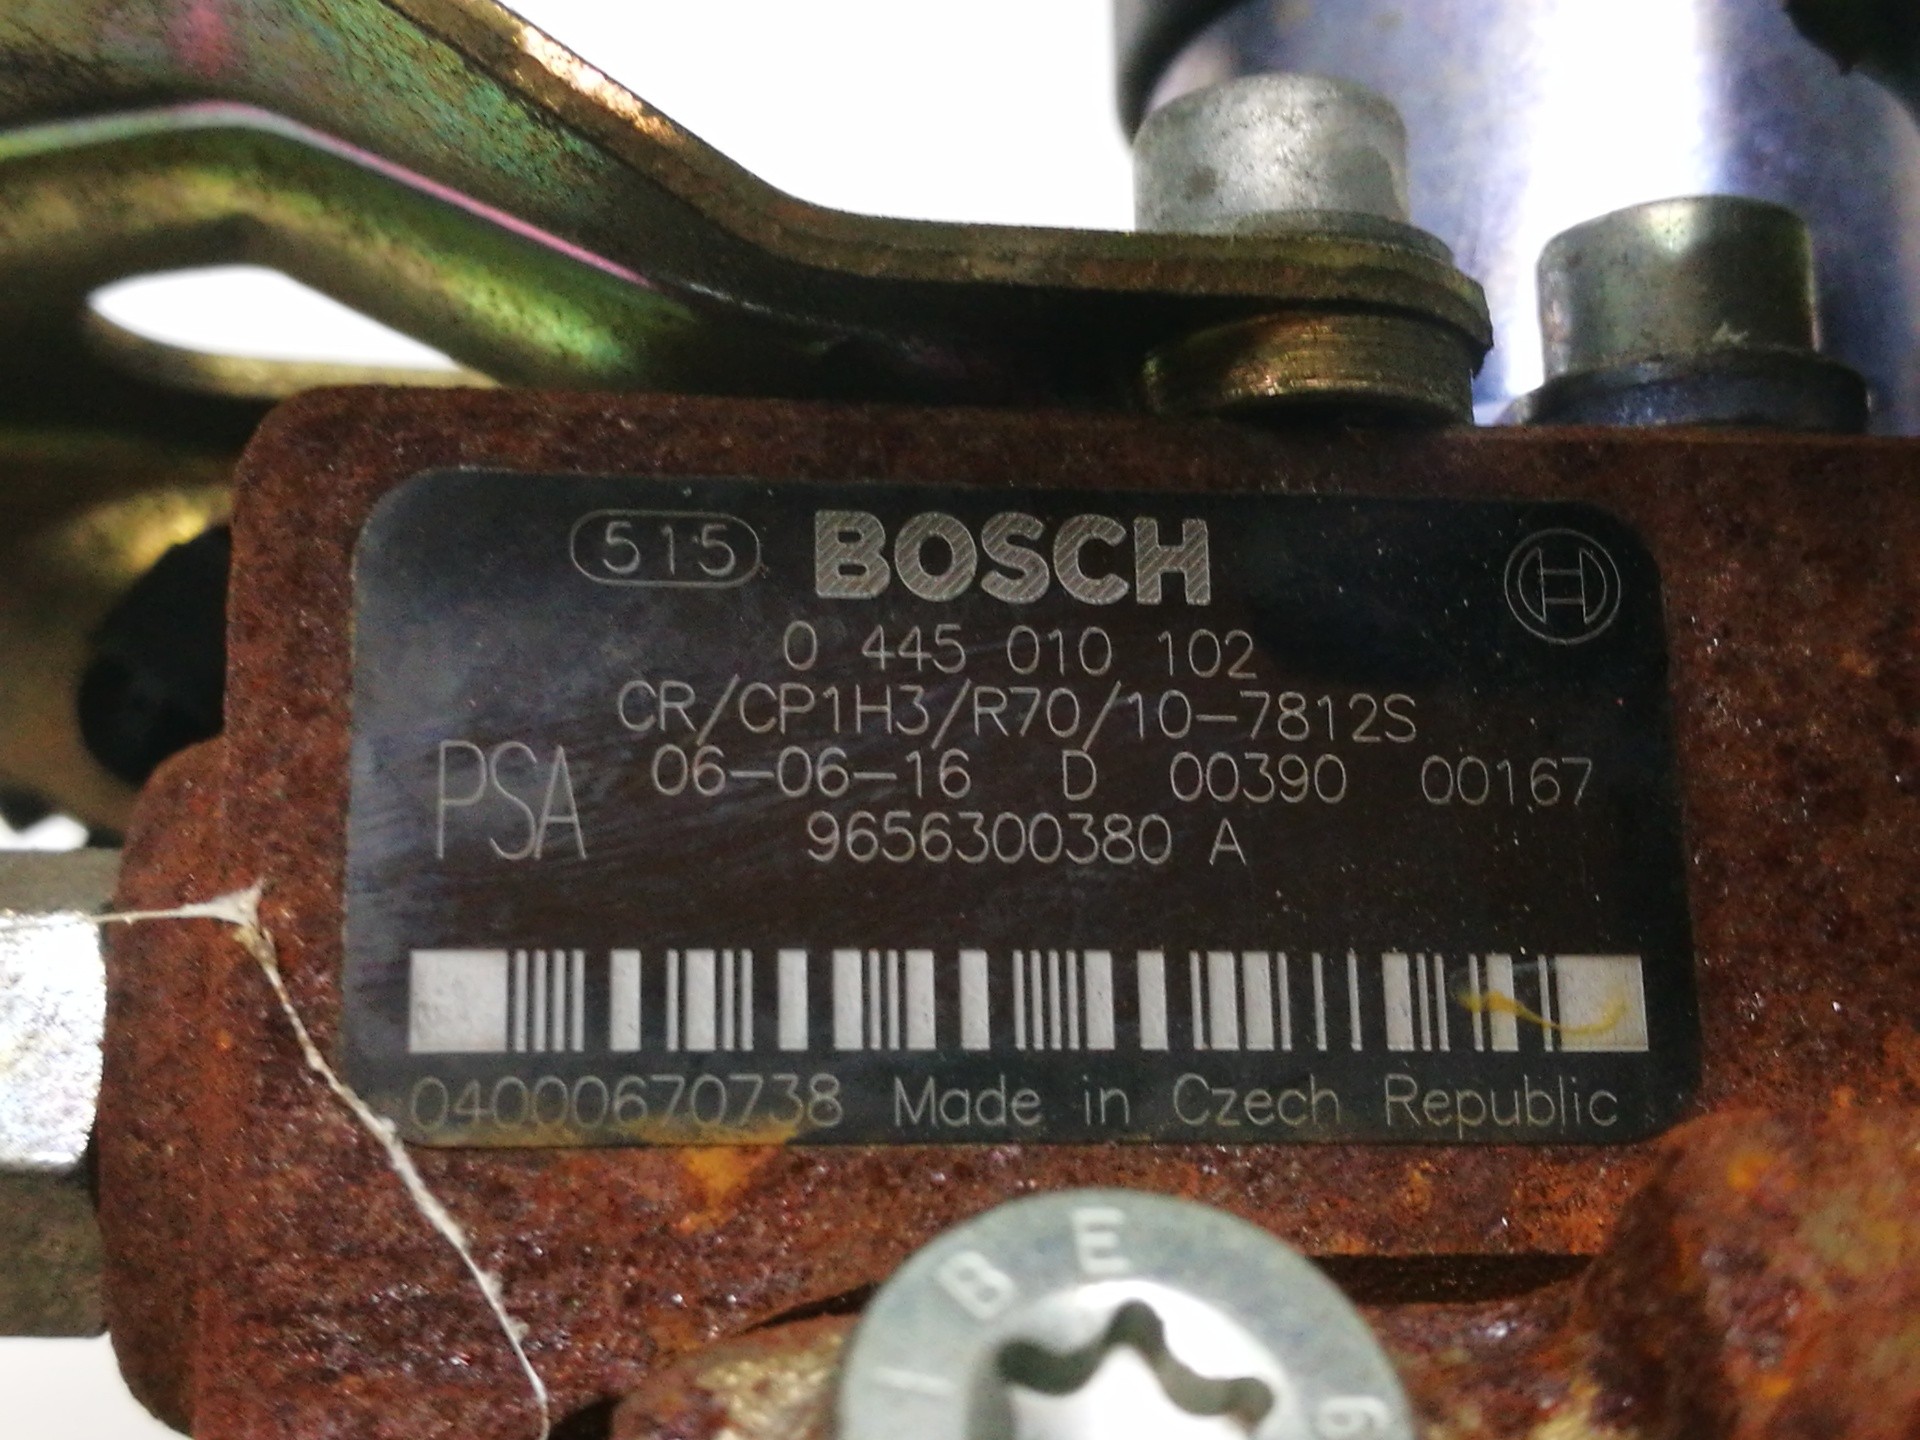 515 BOSCH
0 445 010 102
CR/CP1H3/R70/10-7812S
PSA 06-06-16 D 00390 00167
9656300380 A
04000670738 Made in Czech Republic
IBE